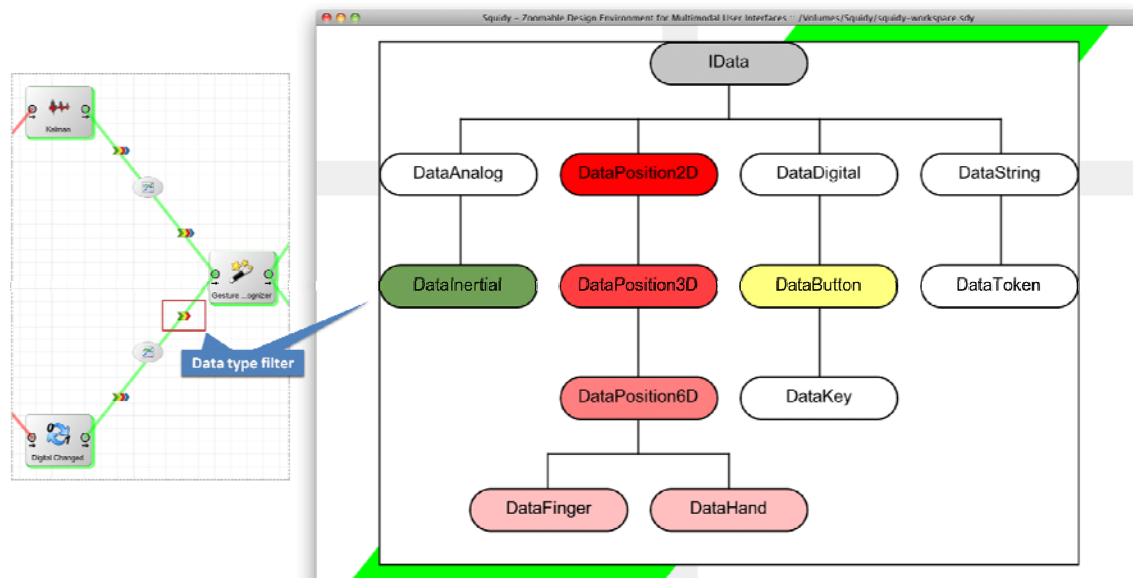 Squidy - Zoomable Design Environment for Multimodal User Interfaces :: /Volumes/Squidy/squidy-workspace.sdy
IData
DataAnalog
DataPosition2D
DataDigital
DataString
DataInertial
DataPosition3D
DataButton
DataToken
DataPosition6D
DataKey
DataFinger
DataHand
Kalman
Gesture ...ognizer
Data type filter
Digital Changed